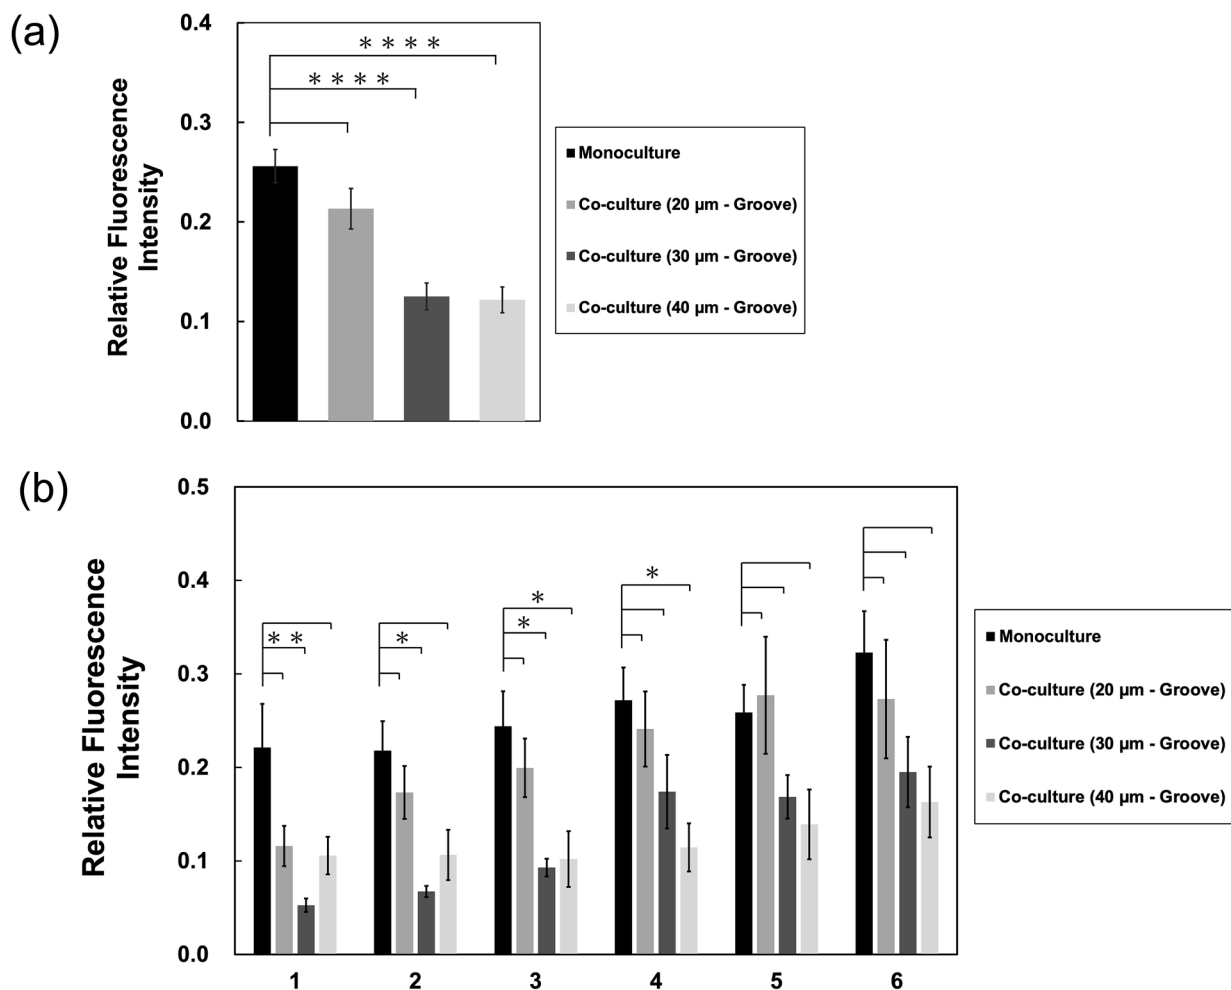 (a)
0.4
0.3
0.2
0.1
0.0
Relative Fluorescence
Intensity
＊＊＊＊
＊＊＊＊
Monoculture
Co-culture (20 µm - Groove)
Co-culture (30 µm - Groove)
Co-culture (40 µm - Groove)
(b)
0.5
0.4
0.3
0.2
0.1
0.0
Relative Fluorescence
Intensity
＊＊
＊
＊
＊
＊
1 2 3 4 5 6
Monoculture
Co-culture (20 µm - Groove)
Co-culture (30 µm - Groove)
Co-culture (40 µm - Groove)